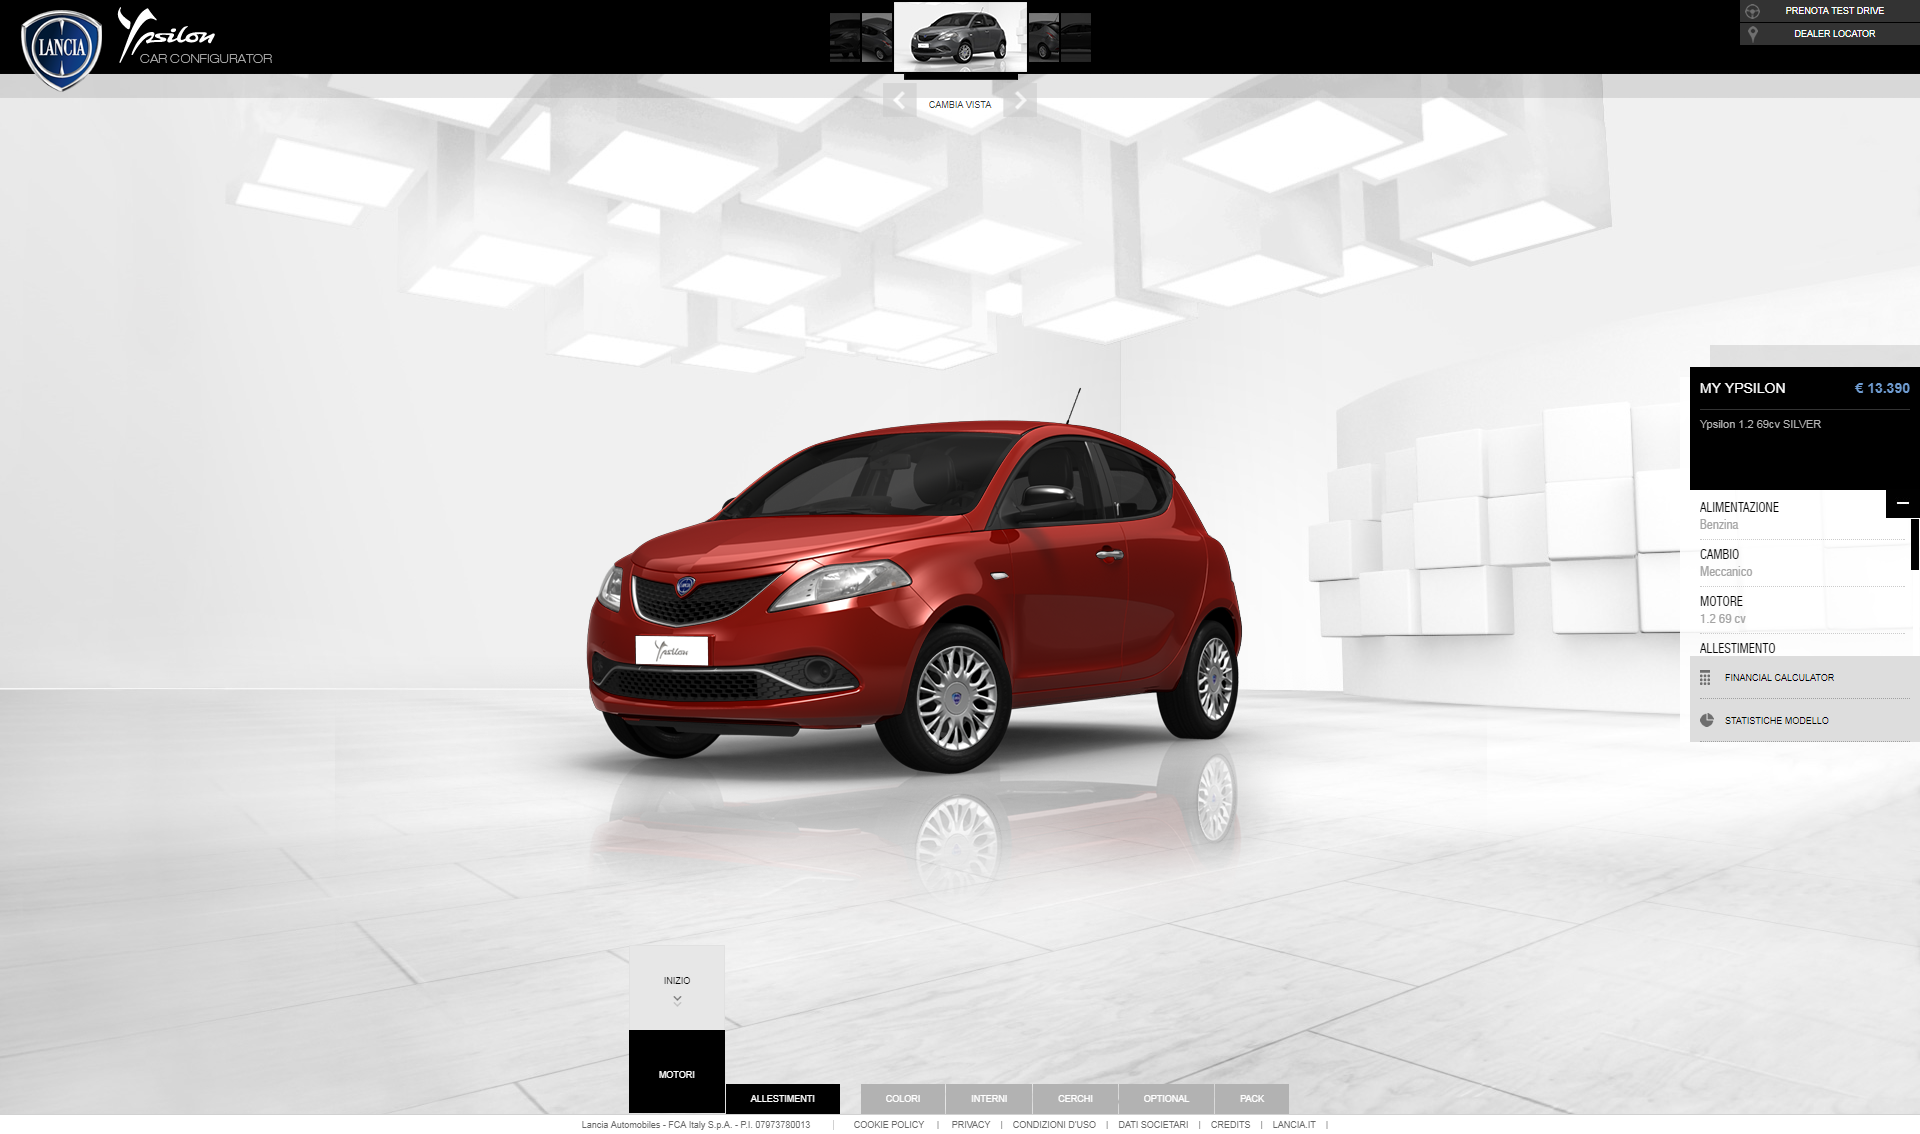 LANCIA
Ypsilon
CAR CONFIGURATOR
PRENOTA TEST DRIVE
DEALER LOCATOR
CAMBIA VISTA
MY YPSILON € 13.390
Ypsilon 1.2 69cv SILVER
ALIMENTAZIONE
Benzina
CAMBIO
Meccanico
MOTORE
1.2 69 cv
ALLESTIMENTO
FINANCIAL CALCULATOR
STATISTICHE MODELLO
Ypsilon
INIZIO
MOTORI
ALLESTIMENTI COLORI INTERNI CERCHI OPTIONAL PACK
Lancia Automobiles - FCA Italy S.p.A. - P.I. 07973780013 | COOKIE POLICY | PRIVACY | CONDIZIONI D'USO | DATI SOCIETARI | CREDITS | LANCIA.IT |